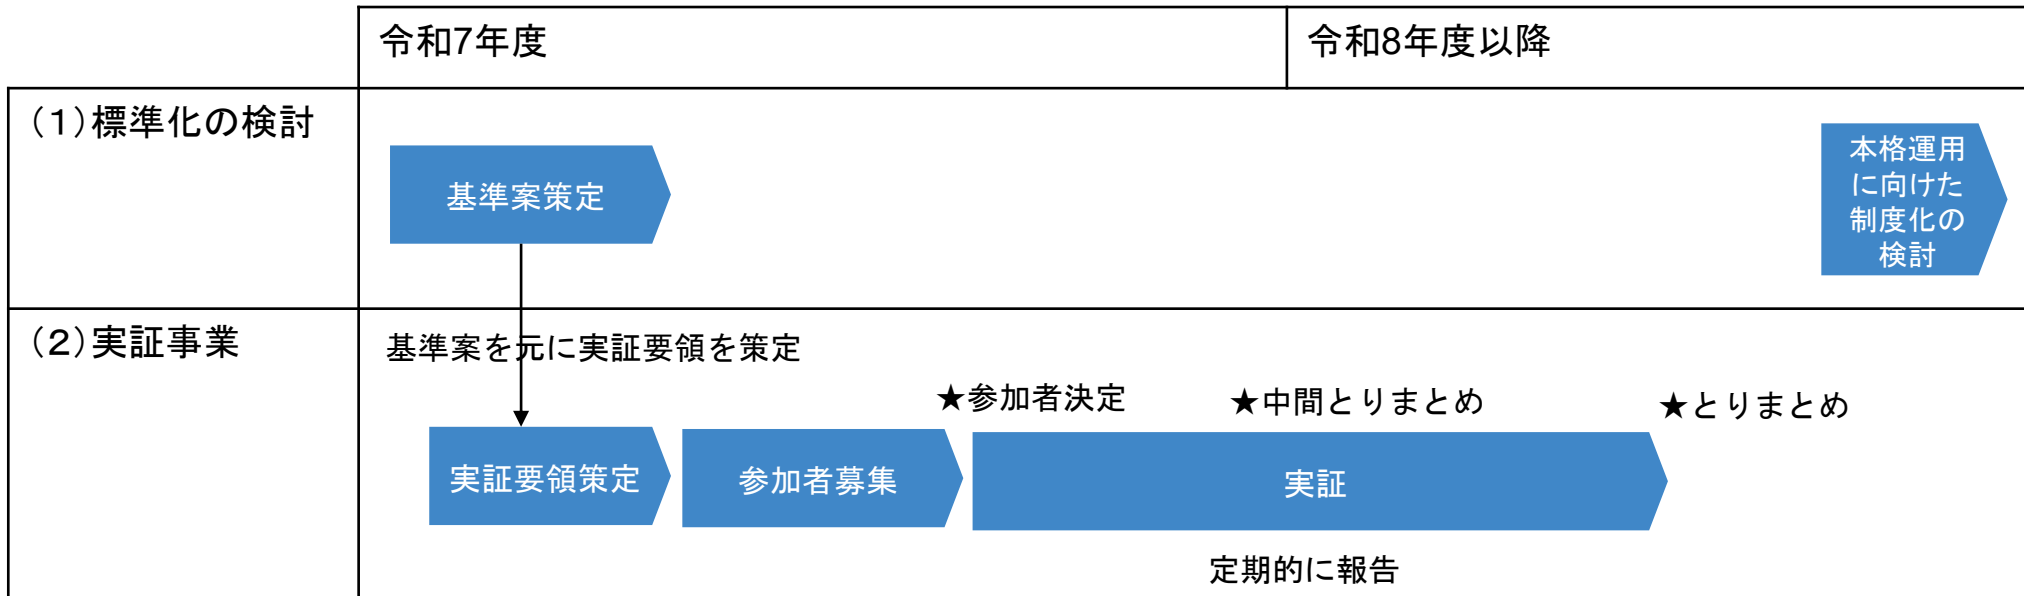 令和7年度
令和8年度以降
（１）標準化の検討
基準案策定
本格運用
に向けた
制度化の
検討
（２）実証事業
基準案を元に実証要領を策定
★参加者決定
★中間とりまとめ
★とりまとめ
実証要領策定
参加者募集
実証
定期的に報告